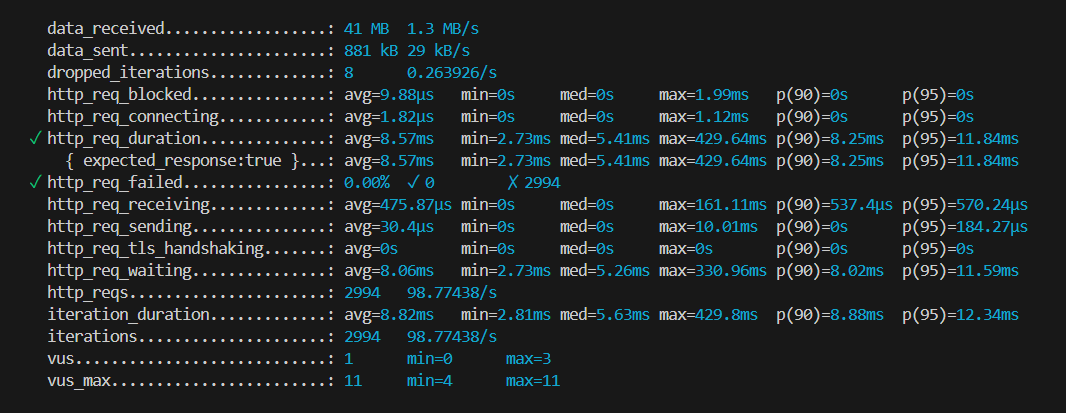 data_received..................: 41 MB 1.3 MB/s
data_sent......................: 881 kB 29 kB/s
dropped_iterations.............: 8 0.263926/s
http_req_blocked...............: avg=9.88µs min=0s med=0s max=1.99ms p(90)=0s p(95)=0s
http_req_connecting............: avg=1.82µs min=0s med=0s max=1.12ms p(90)=0s p(95)=0s
✓ http_req_duration..............: avg=8.57ms min=2.73ms med=5.41ms max=429.64ms p(90)=8.25ms p(95)=11.84ms
{ expected_response:true }...: avg=8.57ms min=2.73ms med=5.41ms max=429.64ms p(90)=8.25ms p(95)=11.84ms
✓ http_req_failed................: 0.00% ✓ 0 ✗ 2994
http_req_receiving.............: avg=475.87µs min=0s med=0s max=161.11ms p(90)=537.4µs p(95)=570.24µs
http_req_sending...............: avg=30.4µs min=0s med=0s max=10.01ms p(90)=0s p(95)=184.27µs
http_req_tls_handshaking.......: avg=0s min=0s med=0s max=0s p(90)=0s p(95)=0s
http_req_waiting...............: avg=8.06ms min=2.73ms med=5.26ms max=330.96ms p(90)=8.02ms p(95)=11.59ms
http_reqs......................: 2994 98.77438/s
iteration_duration.............: avg=8.82ms min=2.81ms med=5.63ms max=429.8ms p(90)=8.88ms p(95)=12.34ms
iterations.....................: 2994 98.77438/s
vus............................: 1 min=0 max=3
vus_max........................: 11 min=4 max=11